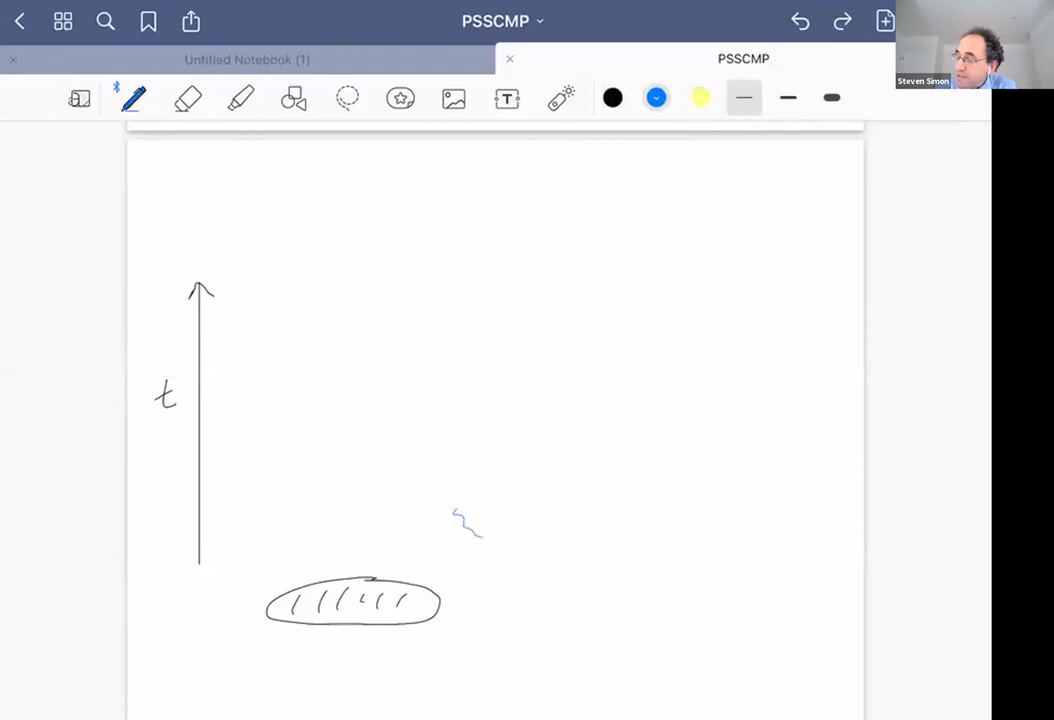 PSSCMP
Untitled Notebook (1)
PSSCMP
Steven Simon
T
t